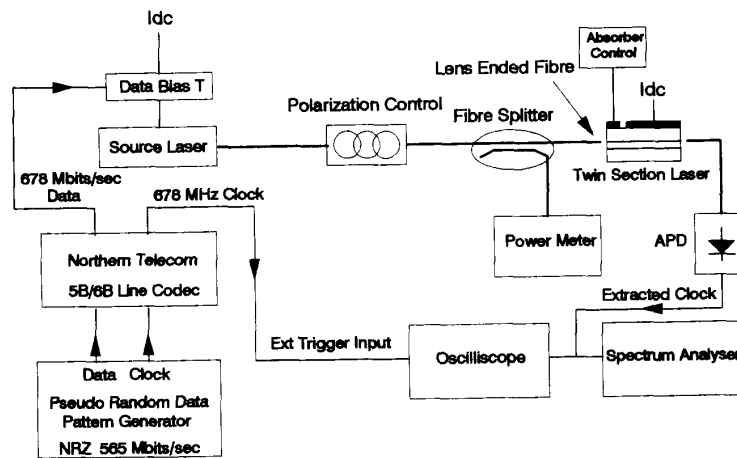 Idc
Data Bias T
Source Laser
678 Mbits/sec
Data
678 MHz Clock
Northern Telecom
5B/6B Line Codec
Data Clock
Pseudo Random Data
Pattern Generator
NRZ 565 Mbits/sec
Polarization Control
Fibre Splitter
Lens Ended Fibre
Absorber
Control
Idc
Twin Section Laser
Power Meter
APD
Extracted Clock
Ext Trigger Input
Oscilliscope
Spectrum Analyser